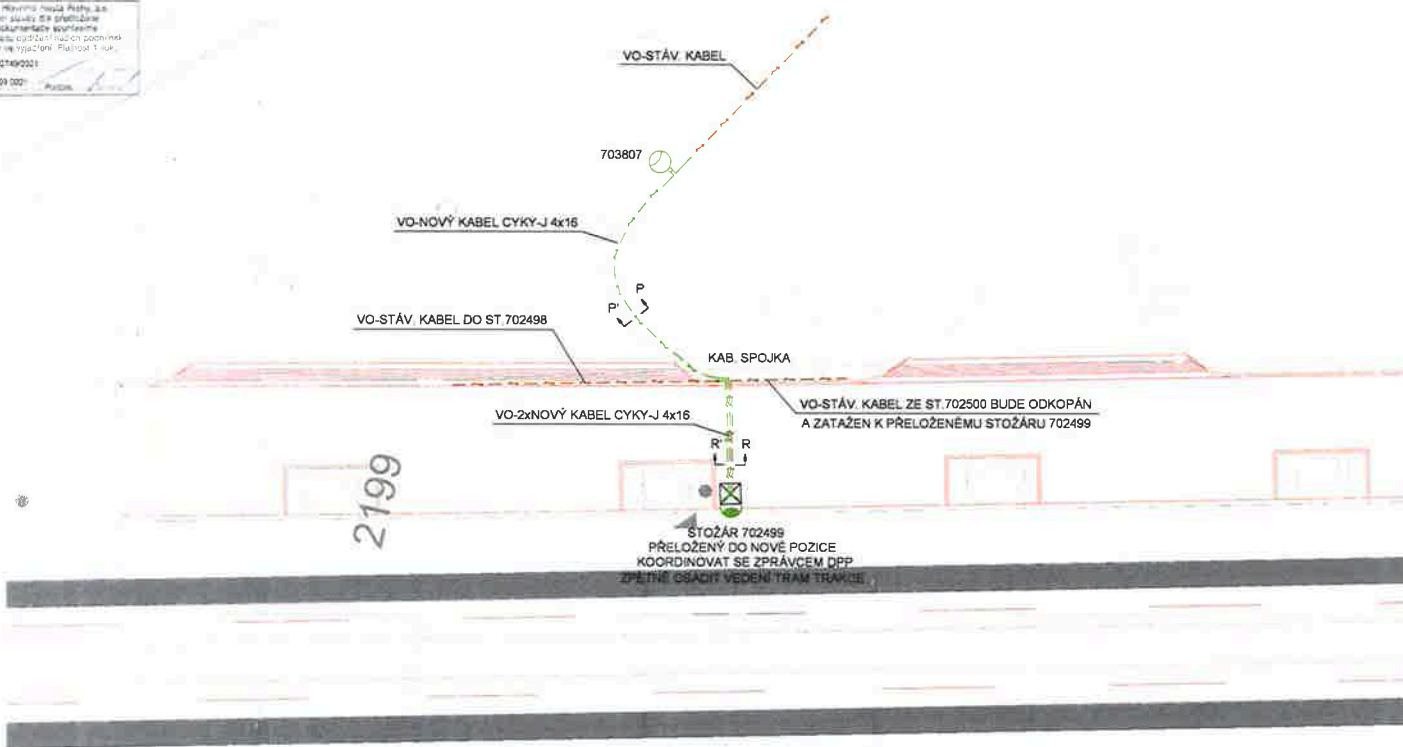 VO-STÁV. KABEL
703807
VO-NOVÝ KABEL CYKY-J 4x16
P
P'
VO-STÁV. KABEL DO ST.702498
KAB. SPOJKA
VO-STÁV. KABEL ZE ST.702500 BUDE ODKOPÁN
A ZATAŽEN K PŘELOŽENÉMU STOŽÁRU 702499
VO-2xNOVÝ KABEL CYKY-J 4x16
R' R
2199
STOŽÁR 702499
PŘELOŽENÝ DO NOVÉ POZICE
KOORDINOVAT SE ZPRÁVCEM DPP
ZPĚTNĚ OSADIT VEDENÍ TRAM TRAKCE